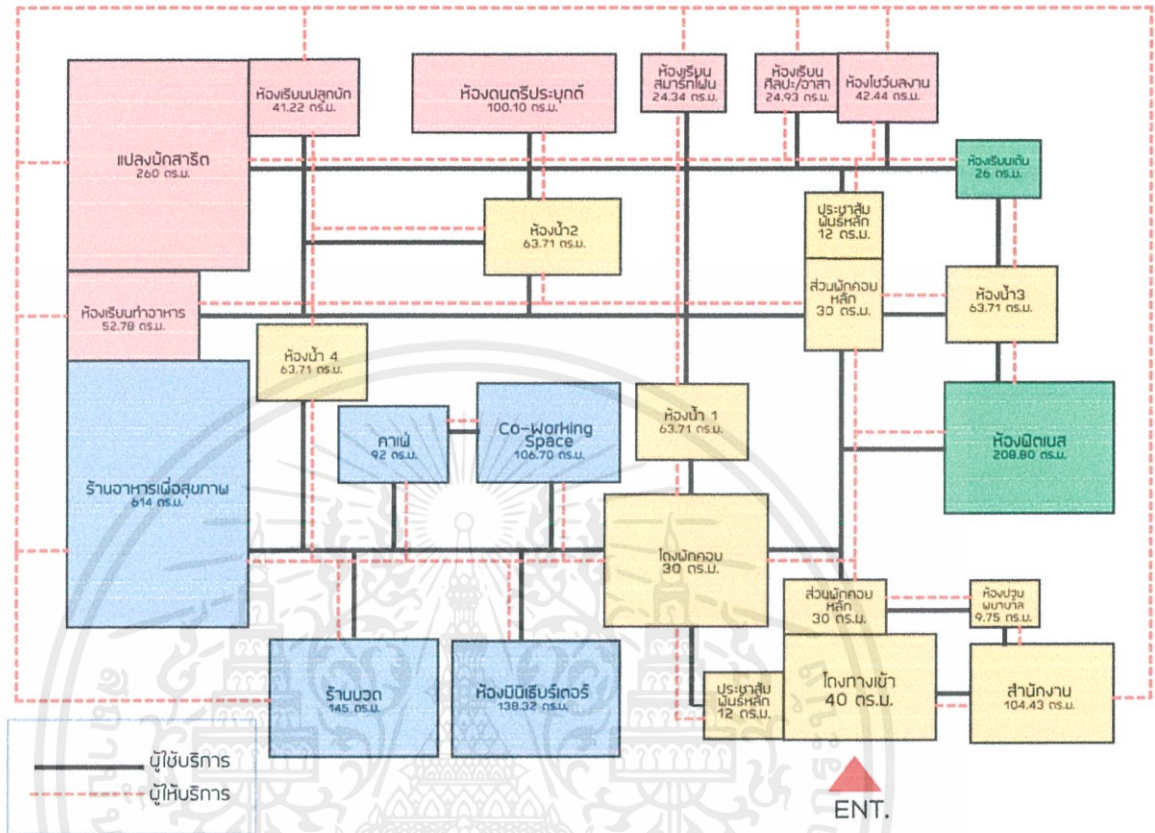 ห้องเรียนปลูกผัก
41.22 ตร.ม.
ห้องดนตรีประยุกต์
100.10 ตร.ม.
ห้องเรียน
สมาร์ทโฟน
24.34 ตร.ม.
ห้องเรียน
ศิลปะ/อาสา
24.93 ตร.ม.
ห้องโชว์ผลงาน
42.44 ตร.ม.
แปลงผักสาธิต
260 ตร.ม.
ห้องเรียนเต้น
26 ตร.ม.
ประชาสัม
พันธ์หลัก
12 ตร.ม.
ห้องน้ำ2
63.71 ตร.ม.
ส่วนพักคอย
หลัก
30 ตร.ม.
ห้องน้ำ3
63.71 ตร.ม.
ห้องเรียนทำอาหาร
52.78 ตร.ม.
ห้องน้ำ 4
63.71 ตร.ม.
คาเฟ่
92 ตร.ม.
Co-Working
Space
106.70 ตร.ม.
ห้องน้ำ 1
63.71 ตร.ม.
ห้องฟิตเนส
208.80 ตร.ม.
ร้านอาหารเพื่อสุขภาพ
614 ตร.ม.
โถงพักคอย
30 ตร.ม.
ส่วนพักคอย
หลัก
30 ตร.ม.
ห้องปฐม
พยาบาล
9.75 ตร.ม.
ร้านนวด
145 ตร.ม.
ห้องมินิเธียร์เตอร์
138.32 ตร.ม.
ประชาสัม
พันธ์หลัก
12 ตร.ม.
โถงทางเข้า
40 ตร.ม.
สำนักงาน
104.43 ตร.ม.
ผู้ใช้บริการ
ผู้ให้บริการ
ENT.